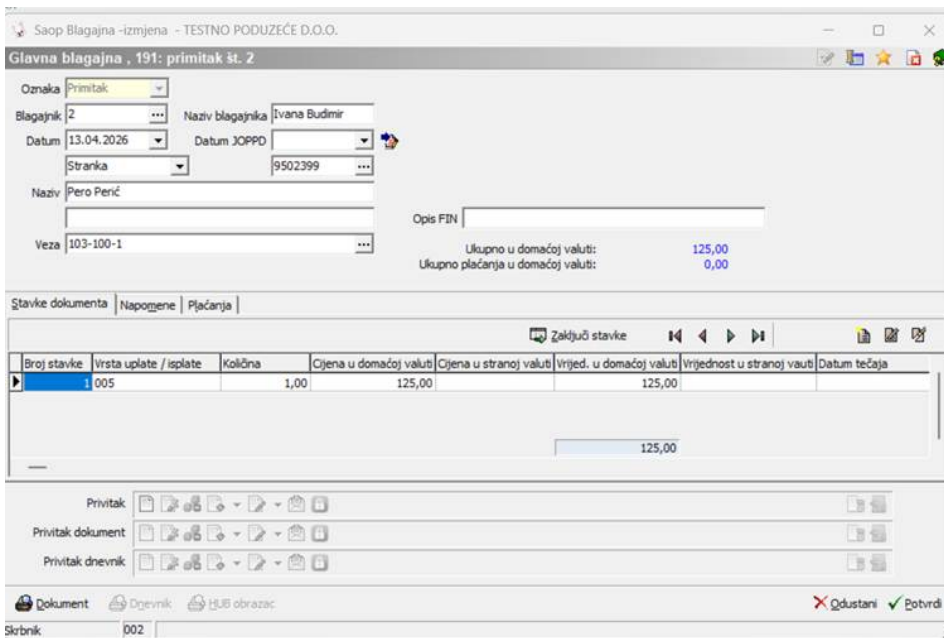 Saop Blagajna -izmjena - TESTNO PODUZEĆE D.O.O.
Glavna blagajna , 191: primitak št. 2
Oznaka Primitak
Blagajnik 2 ... Naziv blagajnika Ivana Budimir
Datum 13.04.2026 Datum JOPPD
Stranka 9502399 ...
Naziv Pero Perić
Opis FIN
Veza 103-100-1 ... Ukupno u domaćoj valuti: 125,00
Ukupno plaćanja u domaćoj valuti: 0,00
Stavke dokumenta Napomene Plaćanja
Zaključi stavke
Broj stavke Vrsta uplate / isplate Količina Cijena u domaćoj valuti Cijena u stranoj valuti Vrijed. u domaćoj valuti Vrijednost u stranoj vauti Datum tečaja
1 005 1,00 125,00 125,00
125,00
Privitak
Privitak dokument
Privitak dnevnik
Dokument Dnevnik HUB obrazac Odustani Potvrdi
Skrbnik 002